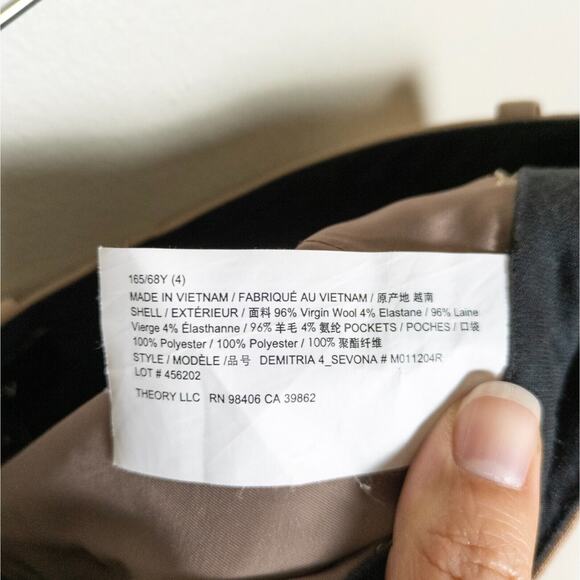 165/68Y (4)
MADE IN VIETNAM / FABRIQUÉ AU VIETNAM / 原产地 越南
SHELL / EXTÉRIEUR / 面料 96% Virgin Wool 4% Elastane / 96% Laine
Vierge 4% Élasthanne / 96% 羊毛 4% 氨纶 POCKETS / POCHES / 口袋
100% Polyester / 100% Polyester / 100% 聚酯纤维
STYLE / MODÈLE /品号 DEMITRIA 4_SEVONA # M011204R
LOT # 456202
THEORY LLC RN 98406 CA 39862